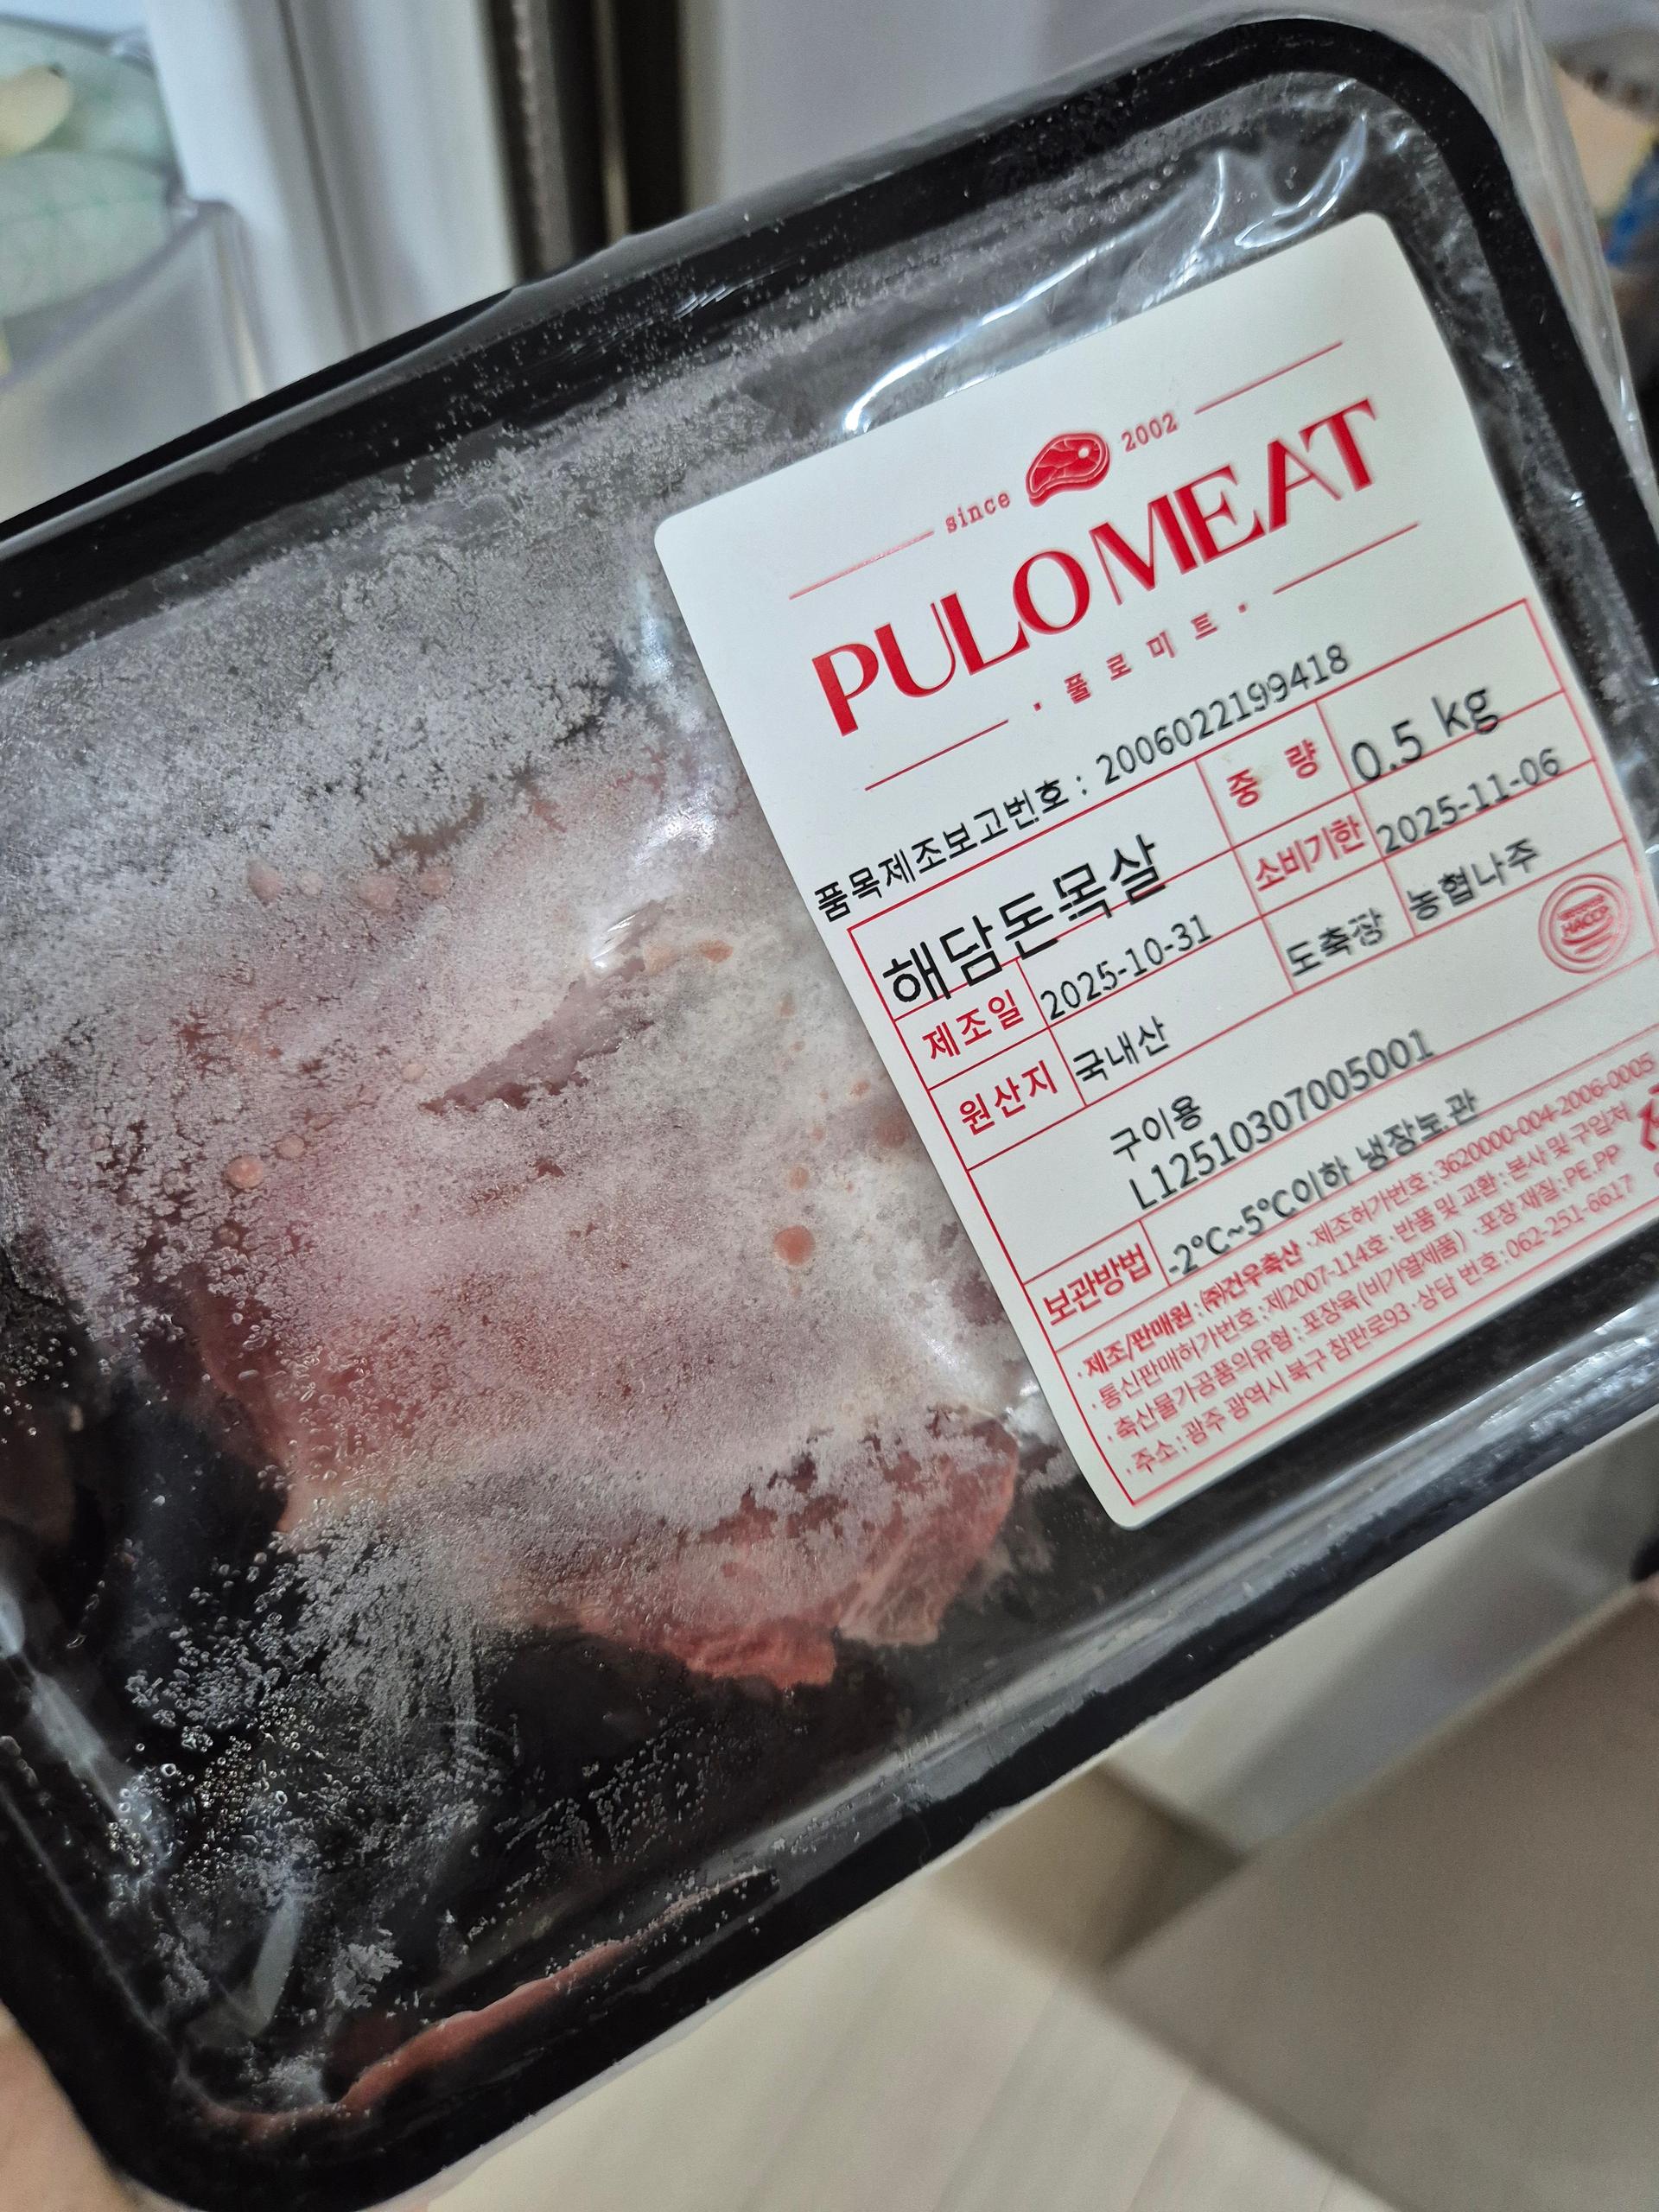 since 2002
PULO MEAT
· 풀로미트 ·
품목제조보고번호 : 2006022199418
해담돈목살 중 량 0.5 kg
소비기한 2025-11-06
제조일 2025-10-31 도축장 농협나주
원산지 국내산
HACCP
구이용
L12510307005001
보관방법 -2°C~5°C이하 냉장보관
· 제조/판매원 : ㈜건우축산 · 제조허가번호 : 3620000-004-2006-0005
· 통신판매허가번호 : 제2007-114호 · 반품 및 교환 : 본사 및 구입처
· 축산물가공품의유형 : 포장육(비가열제품) · 포장 재질 : PE.PP
· 주소 : 광주 광역시 북구 참판로93 · 상담 번호 : 062-251-6617